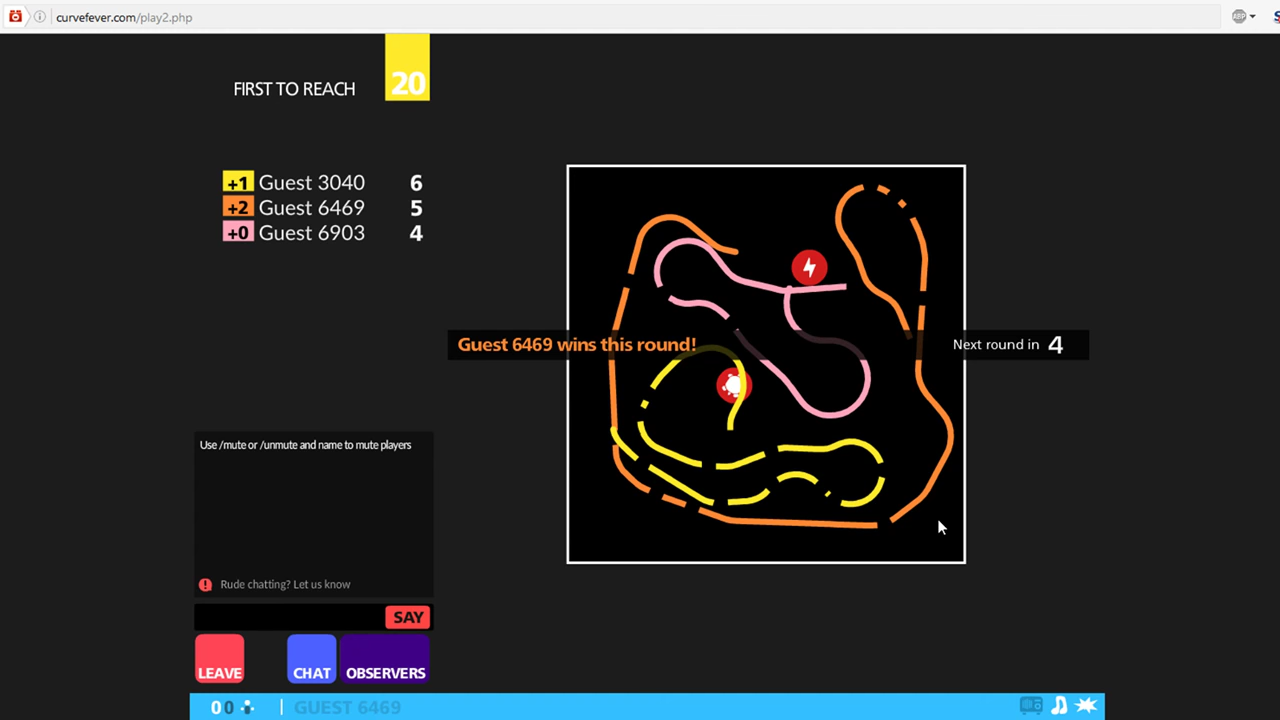 curvefever.com/play2.php
ABP
FIRST TO REACH 20
+1 Guest 3040 6
+2 Guest 6469 5
+0 Guest 6903 4
Guest 6469 wins this round!
Next round in 4
Use /mute or /unmute and name to mute players
! Rude chatting? Let us know
SAY
LEAVE CHAT OBSERVERS
00 | GUEST 6469